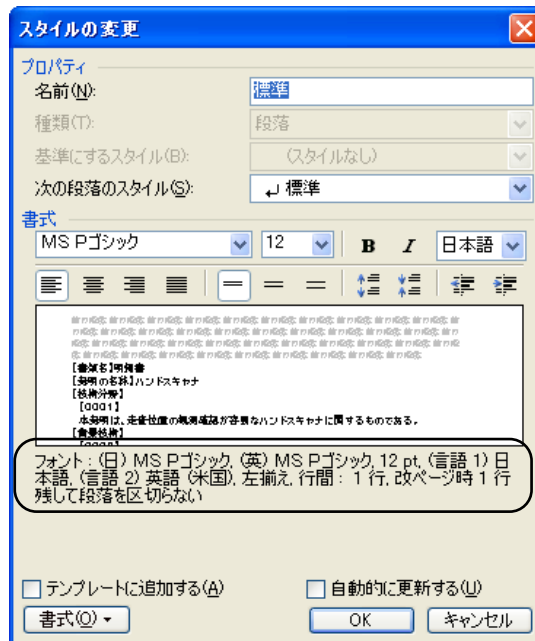 スタイルの変更
プロパティ
名前(N):
標準
種類(T):
段落
基準にするスタイル(B):
(スタイルなし)
次の段落のスタイル(S):
↵ 標準
書式
MS Pゴシック
12
B
I
日本語
【書類名】明細書
【発明の名称】ハンドスキャナ
【技術分野】
【0001】
本発明は、走査位置の視認確認が容易なハンドスキャナに関するものである。
【背景技術】
フォント : (日) MS Pゴシック, (英) MS Pゴシック, 12 pt, (言語 1) 日
本語, (言語 2) 英語 (米国), 左揃え, 行間 : 1 行, 改ページ時 1 行
残して段落を区切らない
テンプレートに追加する(A)
自動的に更新する(U)
書式(O)
OK
キャンセル